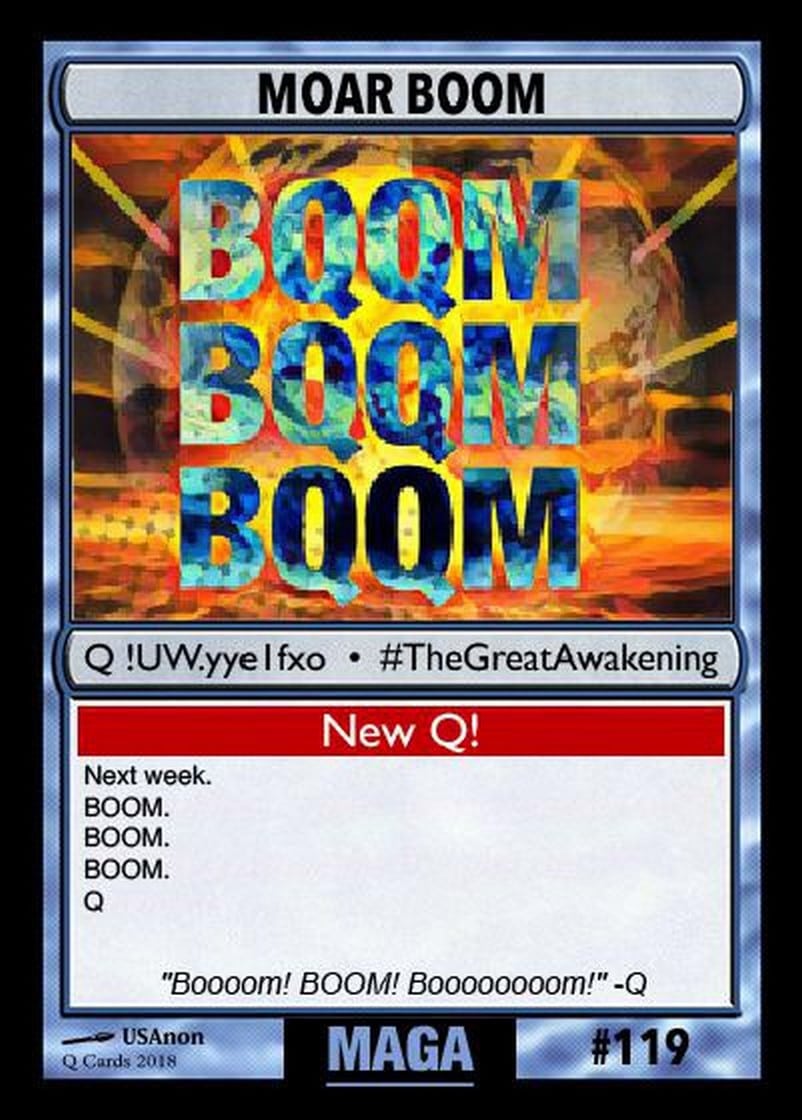 MOAR BOOM
BQQM
BQQM
BQQM
Q !UW.yye1fxo • #TheGreatAwakening
New Q!
Next week.
BOOM.
BOOM.
BOOM.
Q
"Boooom! BOOM! Boooooooom!" -Q
USAnon
Q Cards 2018
MAGA
#119